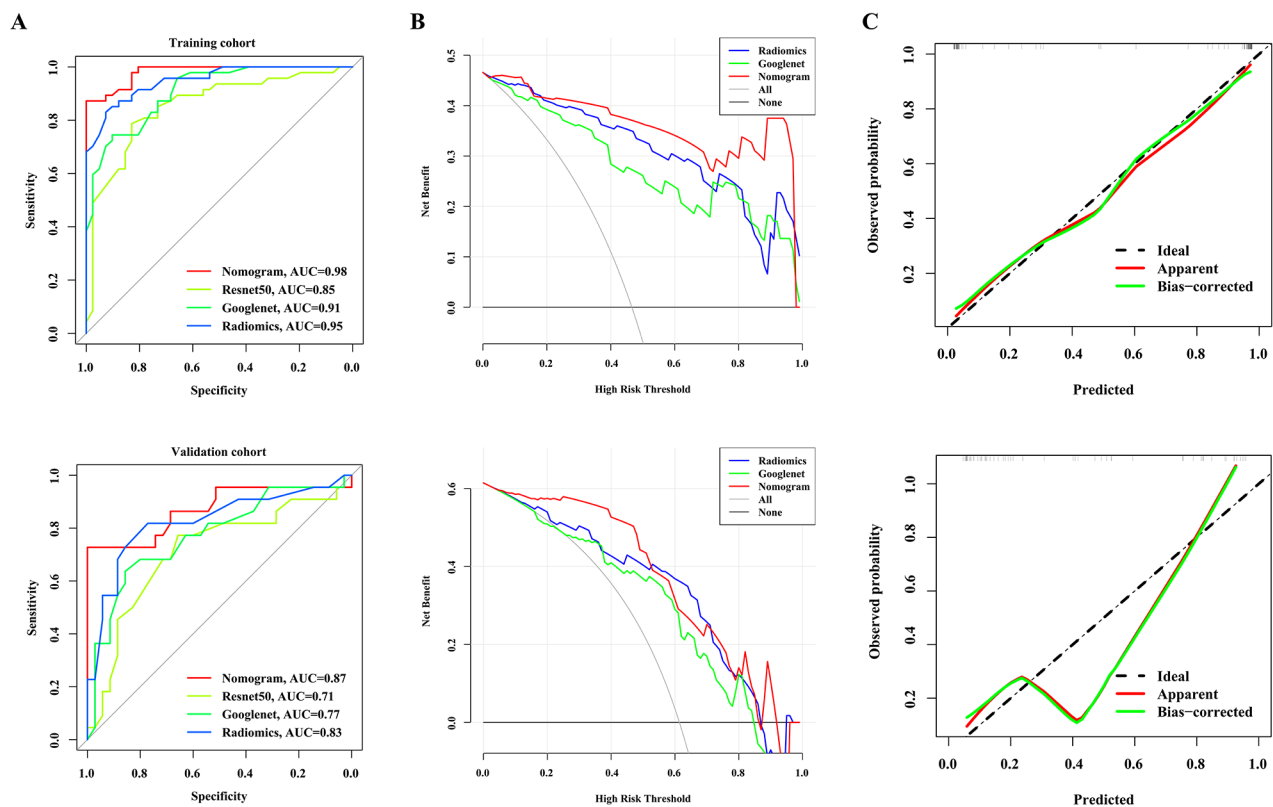 A
B
C
Training cohort
Sensitivity
0.0 0.2 0.4 0.6 0.8 1.0
Nomogram, AUC=0.98
Resnet50, AUC=0.85
Googlenet, AUC=0.91
Radiomics, AUC=0.95
1.0 0.8 0.6 0.4 0.2 0.0
Specificity
Net Benefit
0.0 0.1 0.2 0.3 0.4 0.5
Radiomics
Googlenet
Nomogram
All
None
0.0 0.2 0.4 0.6 0.8 1.0
High Risk Threshold
Observed probability
0.2 0.4 0.6 0.8 1.0
Ideal
Apparent
Bias-corrected
0.0 0.2 0.4 0.6 0.8 1.0
Predicted
Validation cohort
Sensitivity
0.0 0.2 0.4 0.6 0.8 1.0
Nomogram, AUC=0.87
Resnet50, AUC=0.71
Googlenet, AUC=0.77
Radiomics, AUC=0.83
1.0 0.8 0.6 0.4 0.2 0.0
Specificity
Net Benefit
0.0 0.2 0.4 0.6
Radiomics
Googlenet
Nomogram
All
None
0.0 0.2 0.4 0.6 0.8 1.0
High Risk Threshold
Observed probability
0.2 0.4 0.6 0.8 1.0
Ideal
Apparent
Bias-corrected
0.0 0.2 0.4 0.6 0.8 1.0
Predicted